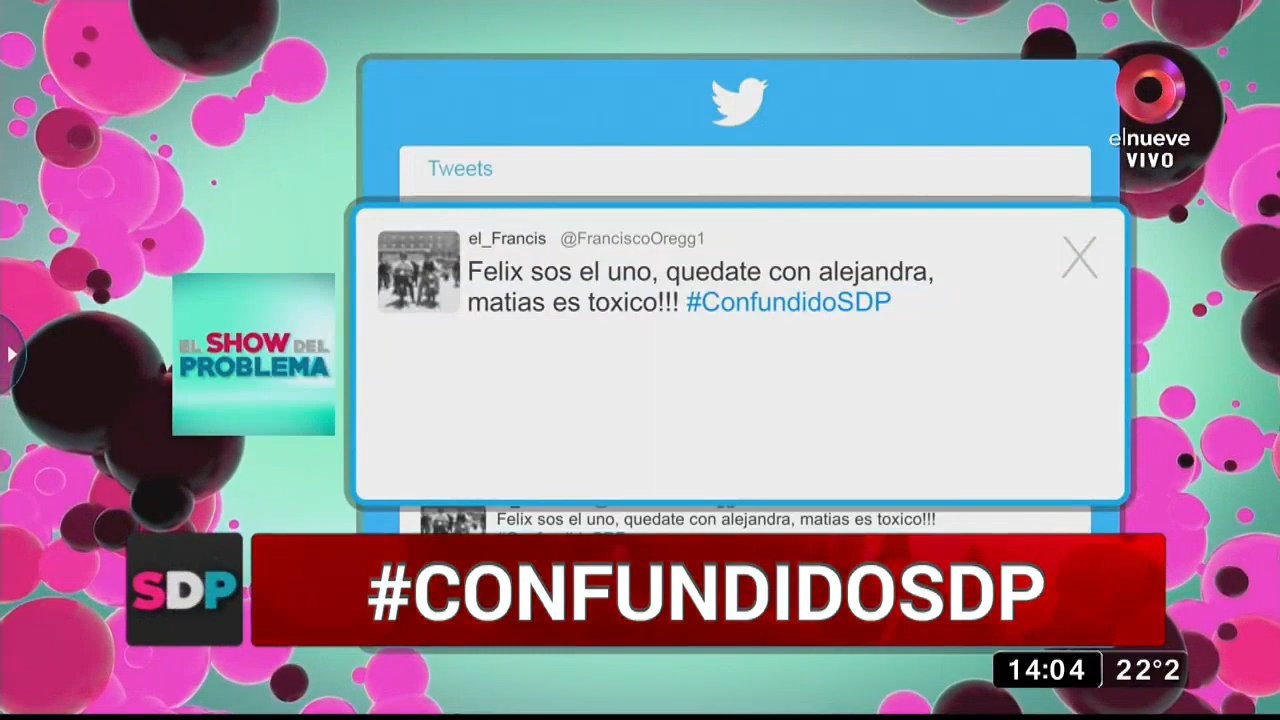 elnueve
VIVO
Tweets
el_Francis @FranciscoOregg1
Felix sos el uno, quedate con alejandra,
matias es toxico!!! #ConfundidoSDP
EL SHOW DEL
PROBLEMA
Felix sos el uno, quedate con alejandra, matias es toxico!!!
SDP
#CONFUNDIDOSDP
14:04 22°2